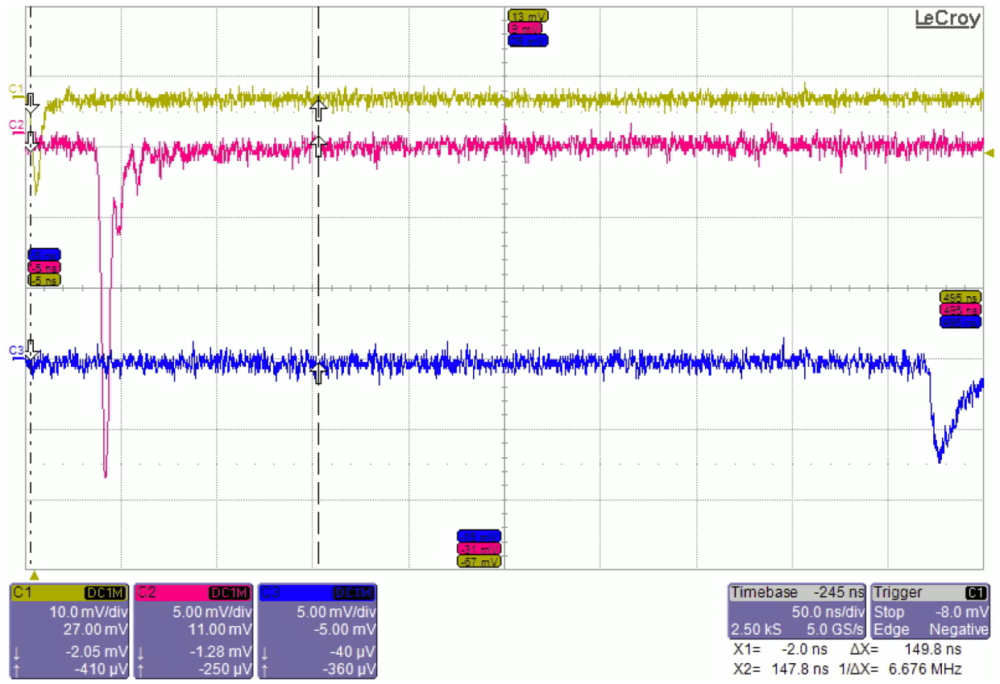 13 mV
LeCroy
C1
C2
-5 ns
-5 ns
495 ns
495 ns
C3
-31 mV
-67 mV
C1 DC1M
10.0 mV/div
27.00 mV
↓ -2.05 mV
↑ -410 µV
C2 DC1M
5.00 mV/div
11.00 mV
↓ -1.28 mV
↑ -250 µV
C3 DC1M
5.00 mV/div
-5.00 mV
↓ -40 µV
↑ -360 µV
Timebase -245 ns
50.0 ns/div
2.50 kS 5.0 GS/s
Trigger C1
Stop -8.0 mV
Edge Negative
X1= -2.0 ns ΔX= 149.8 ns
X2= 147.8 ns 1/ΔX= 6.676 MHz